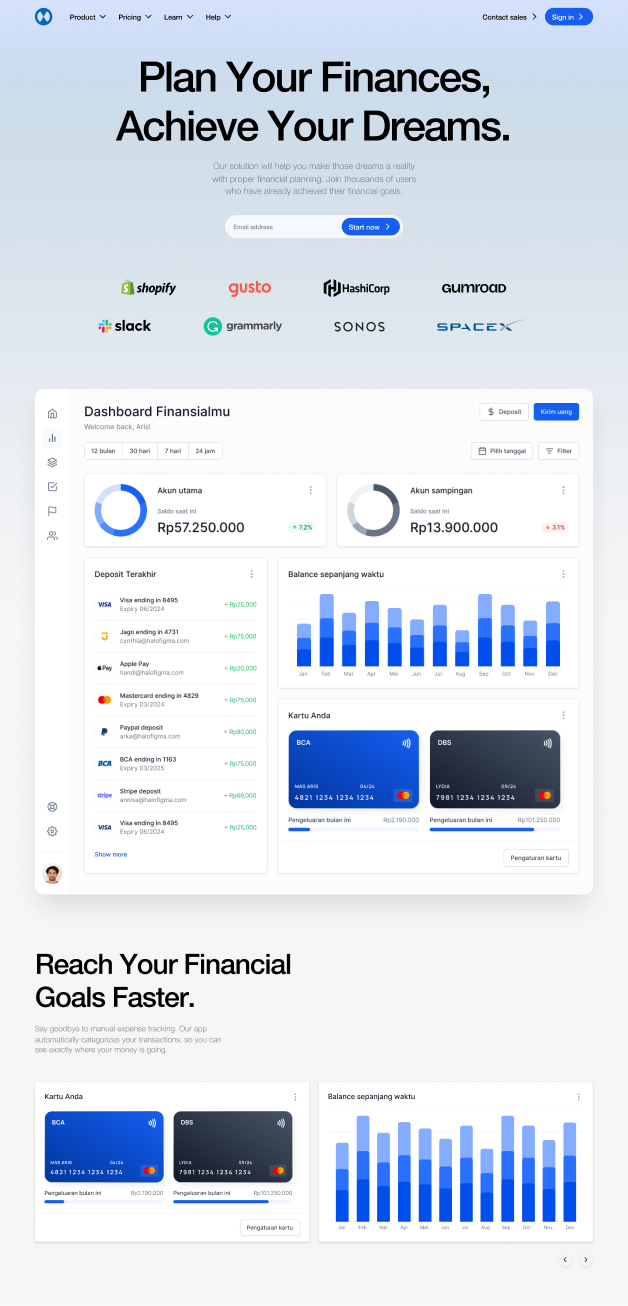 Product Pricing Learn Help Contact sales Sign in
Plan Your Finances,
Achieve Your Dreams.
Our solution will help you make those dreams a reality
with proper financial planning. Join thousands of users
who have already achieved their financial goals.
Email address Start now
shopify gusto HashiCorp GUMROAD
slack grammarly SONOS SPACEX
Dashboard Finansialmu
Welcome back, Aris!
Deposit Kirim uang
12 bulan 30 hari 7 hari 24 jam Pilih tanggal Filter
Akun utama
Saldo saat ini
Rp57.250.000 7.2%
Akun sampingan
Saldo saat ini
Rp13.900.000 3.1%
Deposit Terakhir
VISA Visa ending in 8495
Expiry 06/2024
+ Rp25,000
Jago ending in 4731
cynthia@halofigma.com
+ Rp75,000
Pay Apple Pay
handi@halofigma.com
+ Rp20,000
Mastercard ending in 4829
Expiry 03/2024
+ Rp75,000
Paypal deposit
arka@halofigma.com
+ Rp90,000
BCA BCA ending in 1163
Expiry 03/2025
+ Rp75,000
stripe Stripe deposit
annisa@halofigma.com
+ Rp69,000
VISA Visa ending in 8495
Expiry 06/2024
+ Rp25,000
Show more
Balance sepanjang waktu
Jan Feb Mar Apr Mei Jun Jul Aug Sep Oct Nov Dec
Kartu Anda
BCA
MAS ARIS 04/24
4821 1234 1234 1234
Pengeluaran bulan ini Rp2.190.000
DBS
LYDIA 09/24
7981 1234 1234 1234
Pengeluaran bulan ini Rp101.250.000
Pengaturan kartu
Reach Your Financial
Goals Faster.
Say goodbye to manual expense tracking. Our app
automatically categorizes your transactions, so you can
see exactly where your money is going.
Kartu Anda
BCA
MAS ARIS 04/24
4821 1234 1234 1234
Pengeluaran bulan ini Rp2.190.000
DBS
LYDIA 09/24
7981 1234 1234 1234
Pengeluaran bulan ini Rp101.250.000
Pengaturan kartu
Balance sepanjang waktu
Jan Feb Mar Apr Mei Jun Jul Aug Sep Oct Nov Dec